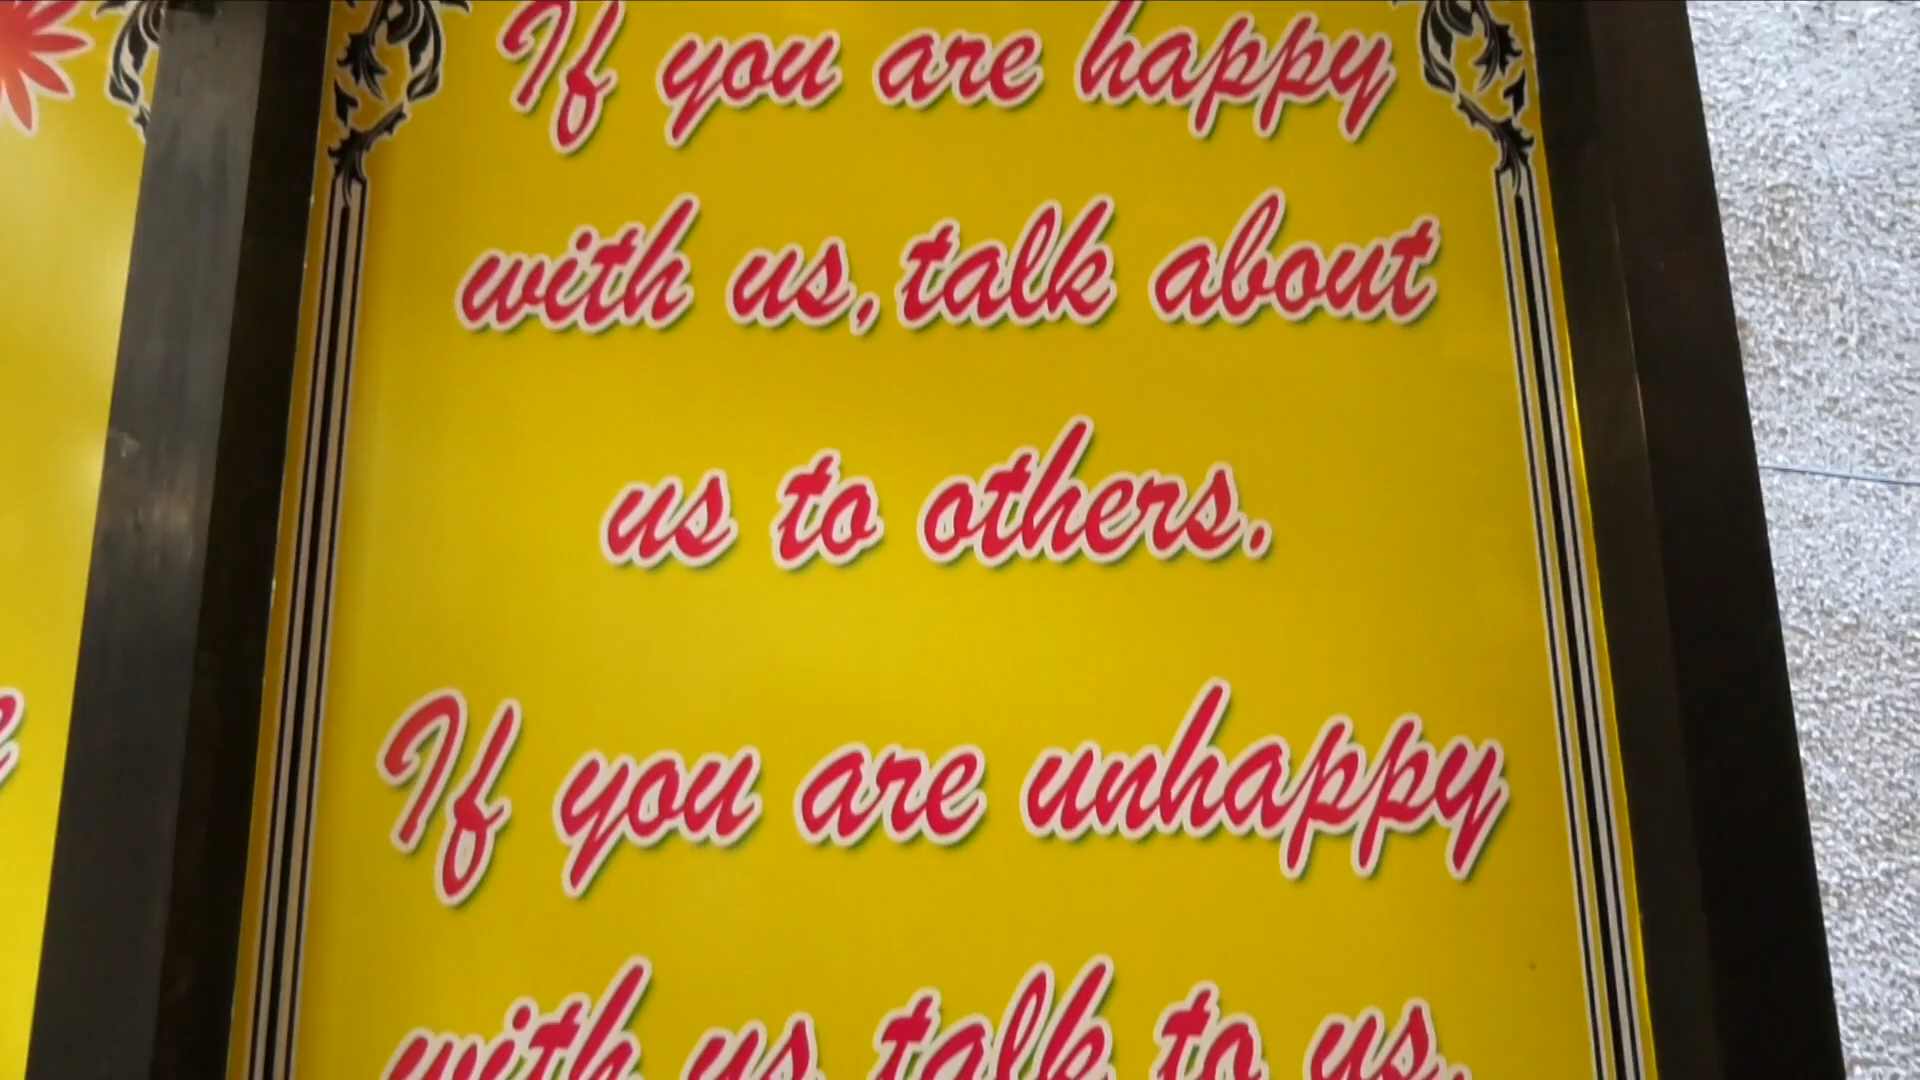 If you are happy
with us, talk about
us to others.
If you are unhappy
with us talk to us.